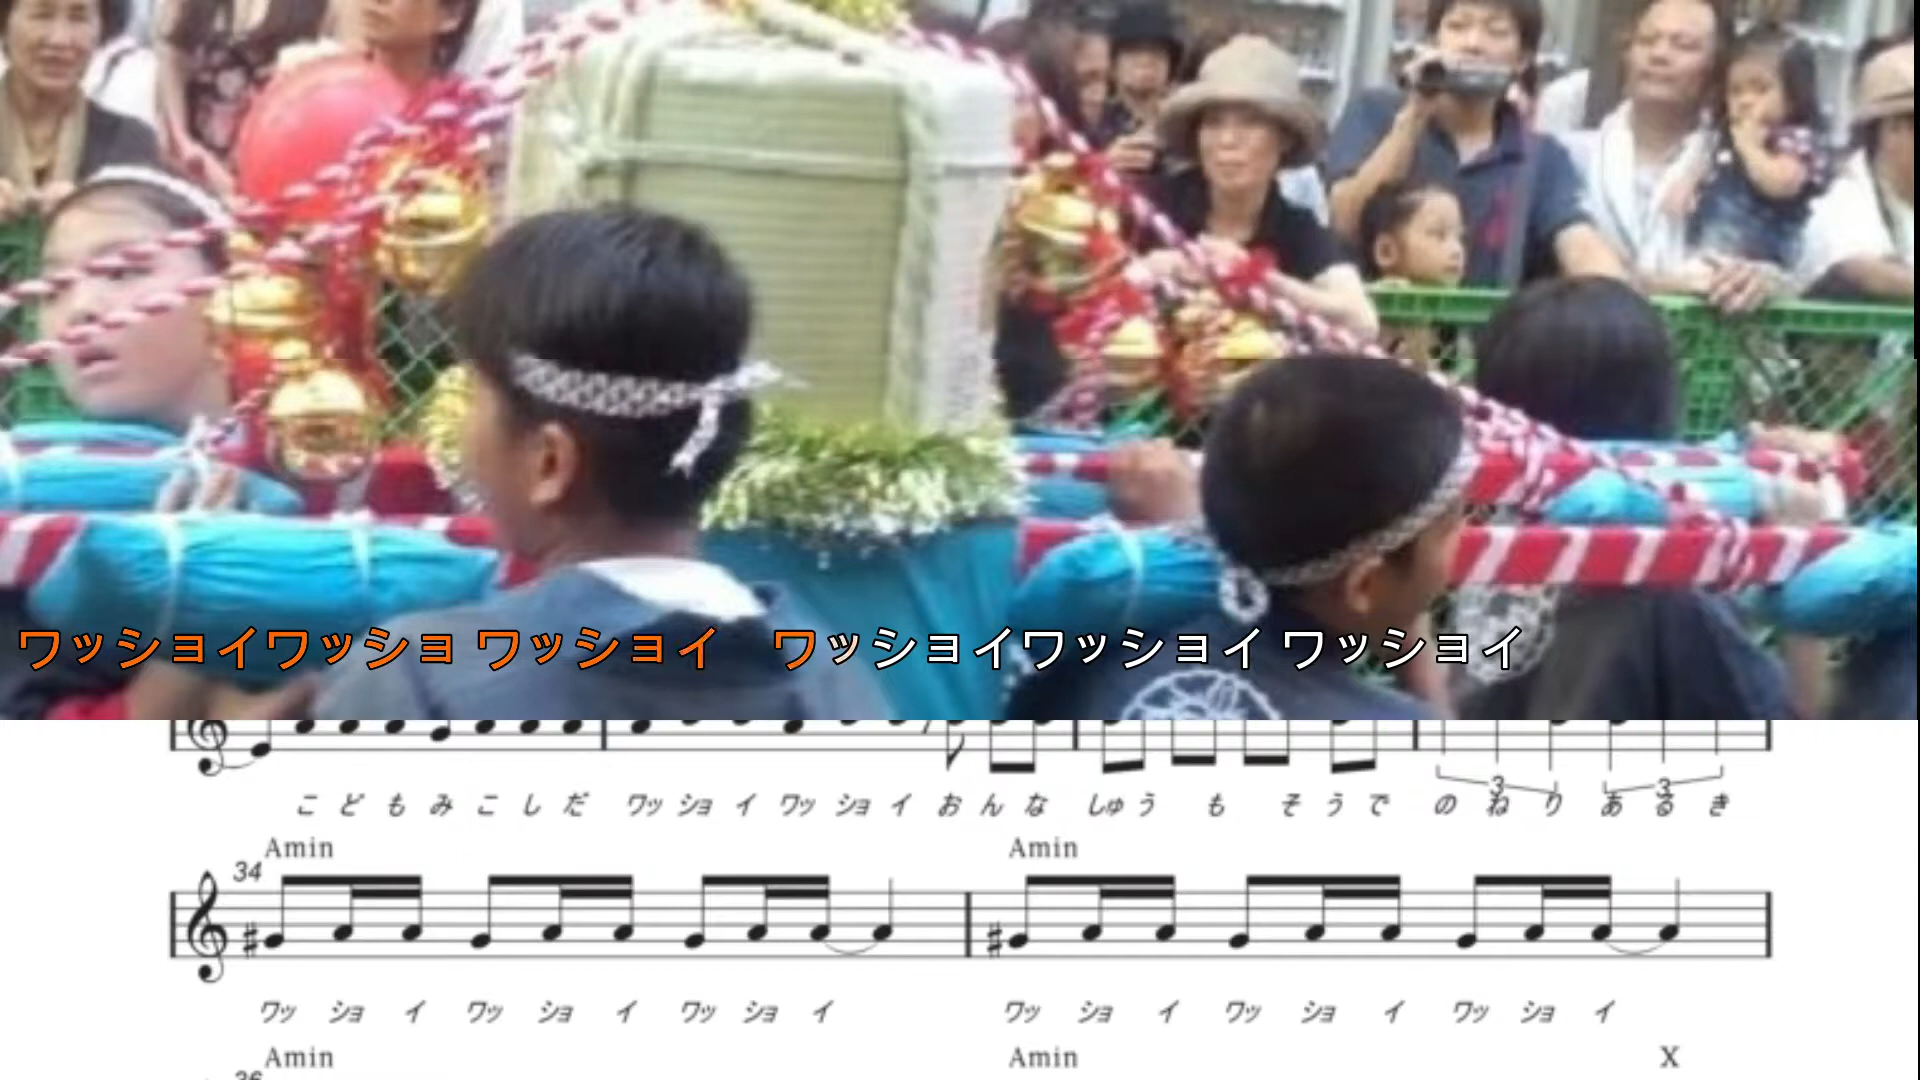 ワッショイワッショ ワッショイ　ワッショイワッショイ ワッショイ
こ ど も み こ し だ ワッ ショ イ ワッ ショ イ お ん な しゅ う も そ う で の ね り あ る き
3 3
Amin Amin
34
ワッ ショ イ ワッ ショ イ ワッ ショ イ ワッ ショ イ ワッ ショ イ ワッ ショ イ
Amin Amin X
36